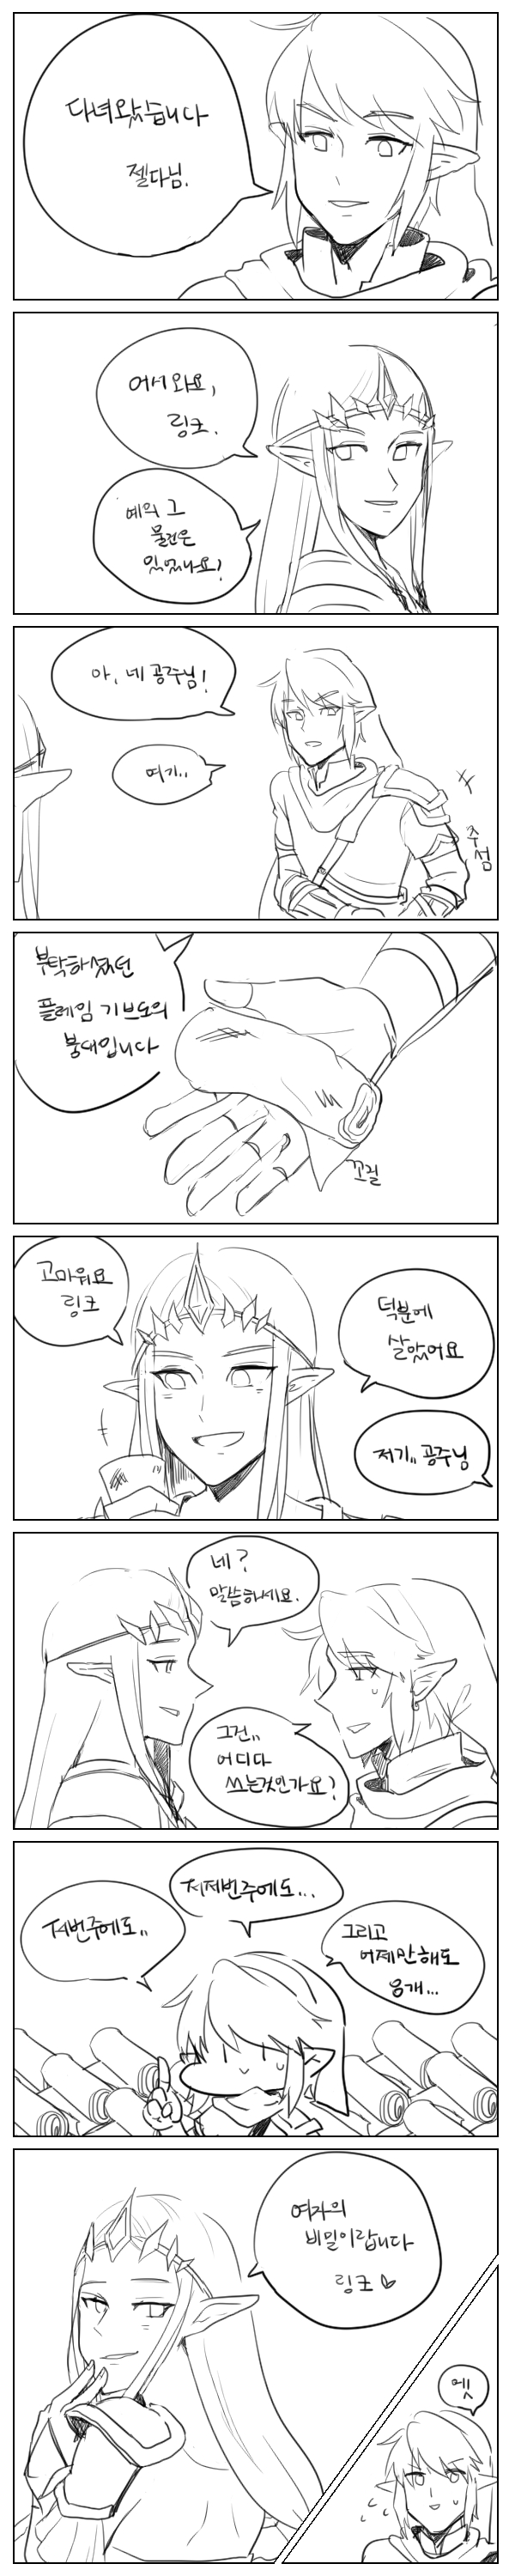 다녀왔습니다
젤다님.
어서와요,
링크.
예의 그
물건은
있었나요?
아, 네 공주님!
여기..
주섬
부탁하셨던
플레임 기브도의
붕대입니다
꼬질
고마워요
링크
덕분에
살았어요
저기.. 공주님
네?
말씀하세요.
그건..
어디다
쓰는것인가요?
저번주에도..
저저번주에도...
그리고
어제만해도
응개...
여자의
비밀이랍니다
링크♡
엣